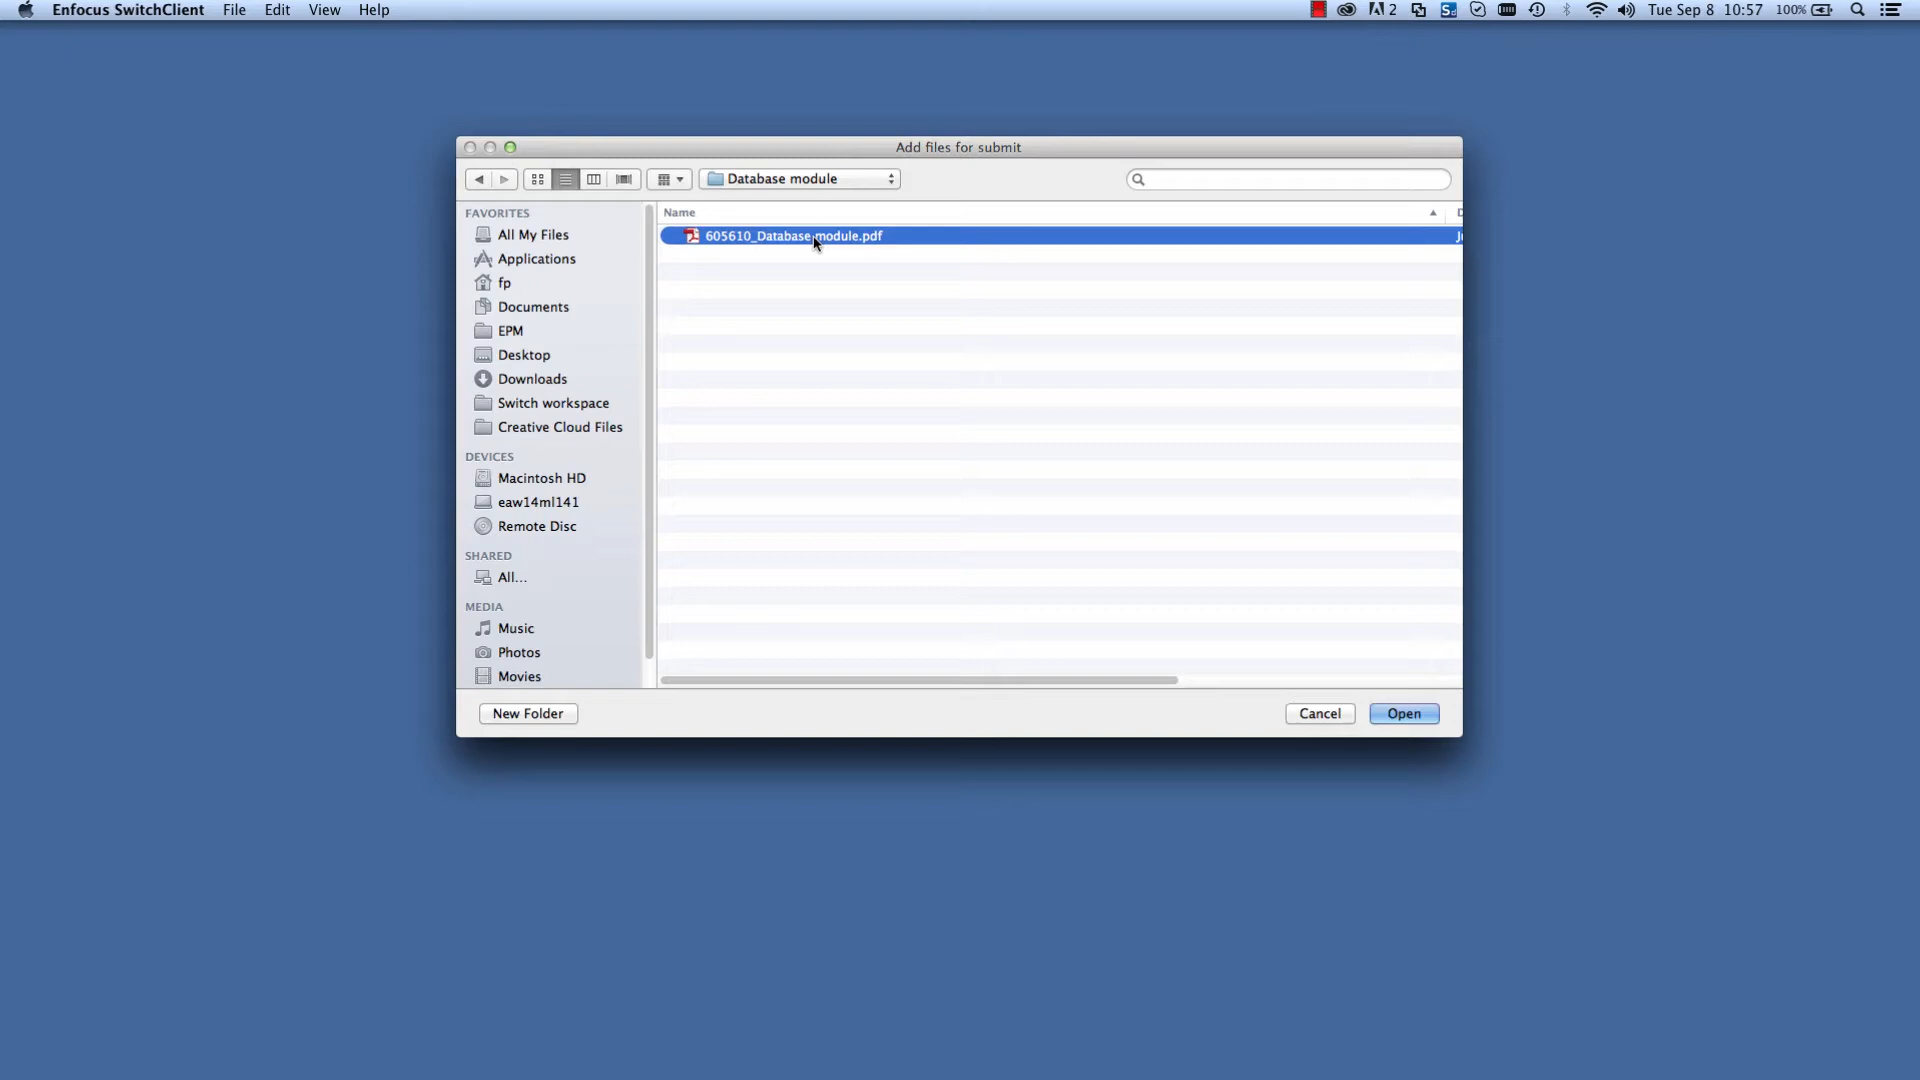 Enfocus SwitchClient File Edit View Help 2 Tue Sep 8 10:57 100%
Add files for submit
Database module
FAVORITES
All My Files
Applications
fp
Documents
EPM
Desktop
Downloads
Switch workspace
Creative Cloud Files
DEVICES
Macintosh HD
eaw14ml141
Remote Disc
SHARED
All...
MEDIA
Music
Photos
Movies
Name
605610_Database module.pdf
New Folder Cancel Open